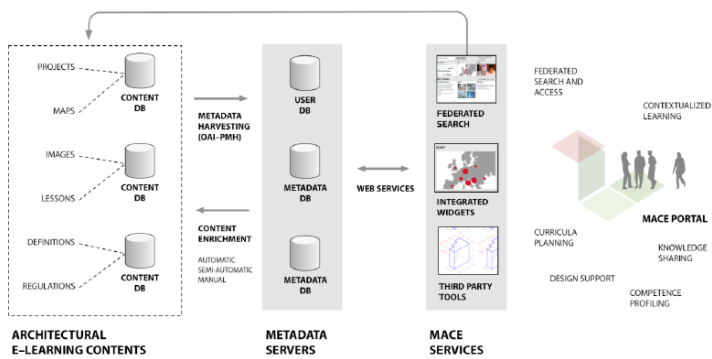 PROJECTS
MAPS
CONTENT
DB
IMAGES
LESSONS
CONTENT
DB
DEFINITIONS
REGULATIONS
CONTENT
DB
ARCHITECTURAL
E–LEARNING CONTENTS
METADATA
HARVESTING
(OAI–PMH)
CONTENT
ENRICHMENT
AUTOMATIC
SEMI-AUTOMATIC
MANUAL
USER
DB
METADATA
DB
METADATA
DB
METADATA
SERVERS
WEB SERVICES
FEDERATED
SEARCH
MAP
INTEGRATED
WIDGETS
THIRD PARTY
TOOLS
MACE
SERVICES
FEDERATED
SEARCH AND
ACCESS
CONTEXTUALIZED
LEARNING
MACE PORTAL
CURRICULA
PLANNING
KNOWLEDGE
SHARING
DESIGN SUPPORT
COMPETENCE
PROFILING